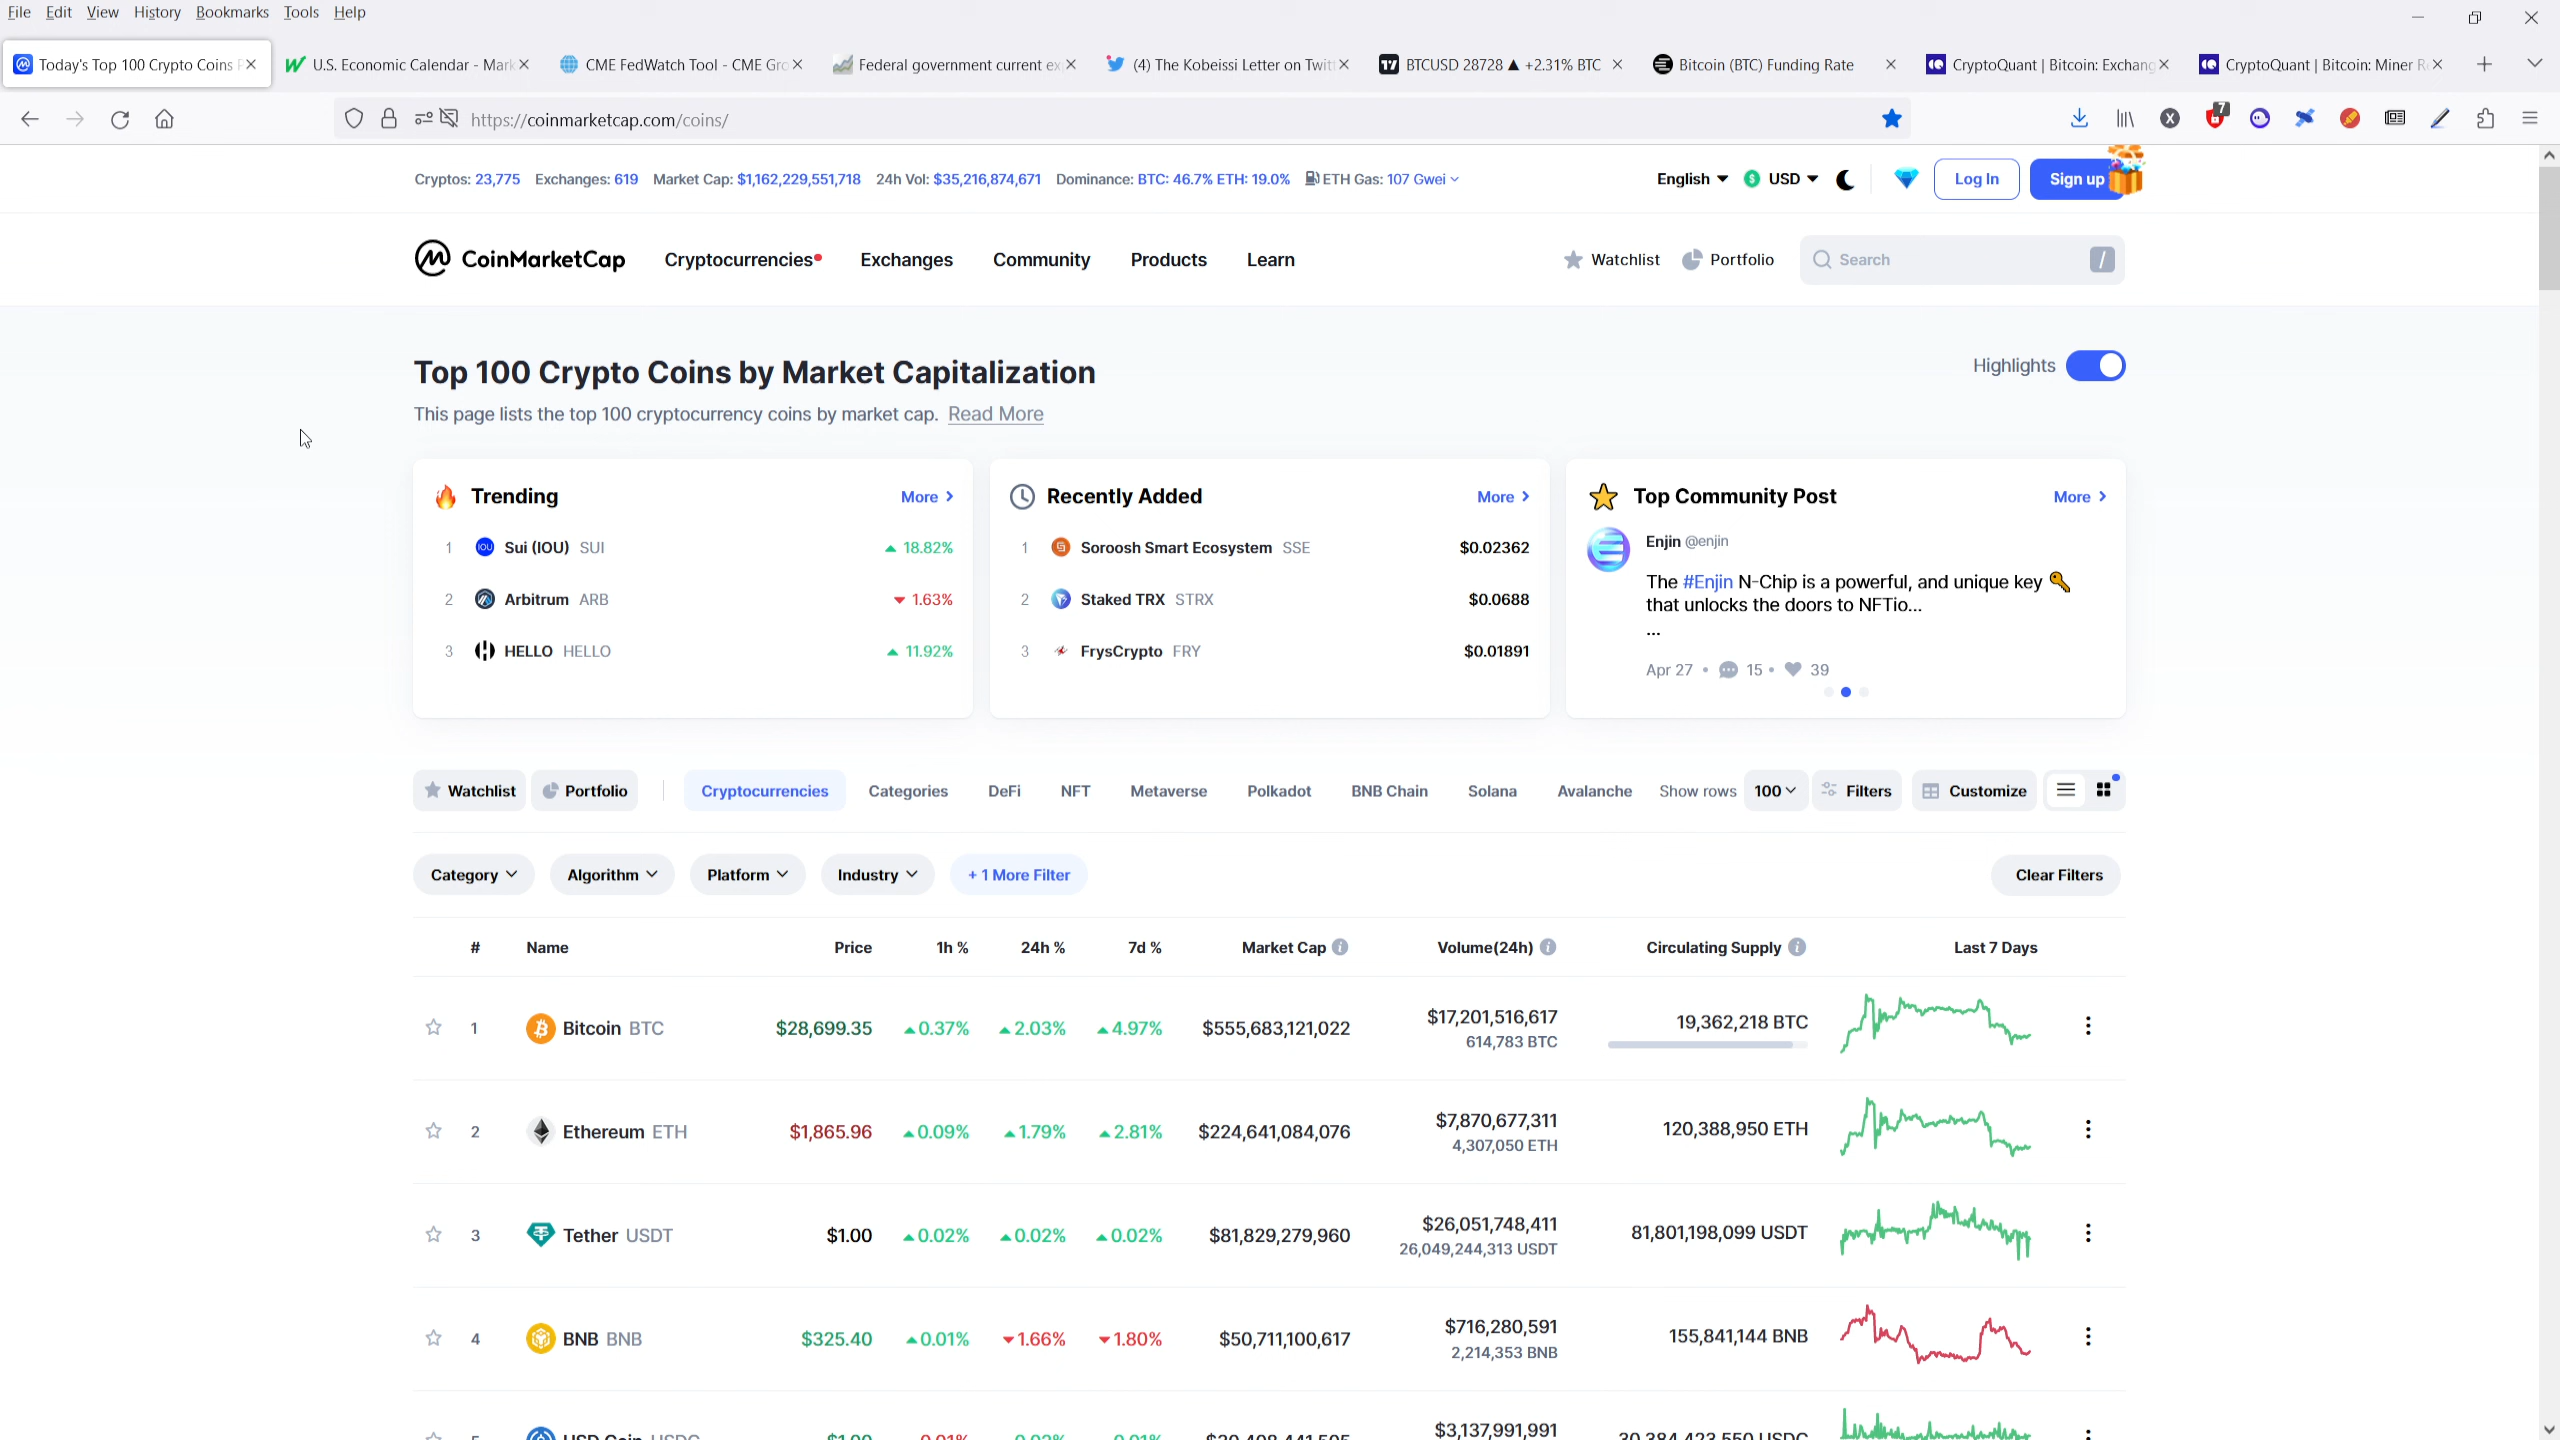 File Edit View History Bookmarks Tools Help
Today's Top 100 Crypto Coins
U.S. Economic Calendar - Mark
CME FedWatch Tool - CME Gro
Federal government current ex
(4) The Kobeissi Letter on Twitt
BTCUSD 28728 ▲ +2.31% BTC
Bitcoin (BTC) Funding Rate
CryptoQuant | Bitcoin: Exchang
CryptoQuant | Bitcoin: Miner R
https://coinmarketcap.com/coins/
7
Cryptos: 23,775 Exchanges: 619 Market Cap: $1,162,229,551,718 24h Vol: $35,216,874,671 Dominance: BTC: 46.7% ETH: 19.0% ETH Gas: 107 Gwei
English USD Log In Sign up
CoinMarketCap Cryptocurrencies Exchanges Community Products Learn Watchlist Portfolio Search /
Top 100 Crypto Coins by Market Capitalization
Highlights
This page lists the top 100 cryptocurrency coins by market cap. Read More
Trending More >
1 Sui (IOU) SUI ▲ 18.82%
2 Arbitrum ARB ▼ 1.63%
3 HELLO HELLO ▲ 11.92%
Recently Added More >
1 Soroosh Smart Ecosystem SSE $0.02362
2 Staked TRX STRX $0.0688
3 FrysCrypto FRY $0.01891
Top Community Post More >
Enjin @enjin
The #Enjin N-Chip is a powerful, and unique key 🔑
that unlocks the doors to NFTio...
...
Apr 27 • 15 • 39
Watchlist Portfolio Cryptocurrencies Categories DeFi NFT Metaverse Polkadot BNB Chain Solana Avalanche Show rows 100 Filters Customize
Category Algorithm Platform Industry + 1 More Filter Clear Filters
# Name Price 1h % 24h % 7d % Market Cap Volume(24h) Circulating Supply Last 7 Days
1 Bitcoin BTC $28,699.35 ▲0.37% ▲2.03% ▲4.97% $555,683,121,022 $17,201,516,617 19,362,218 BTC
614,783 BTC
2 Ethereum ETH $1,865.96 ▲0.09% ▲1.79% ▲2.81% $224,641,084,076 $7,870,677,311 120,388,950 ETH
4,307,050 ETH
3 Tether USDT $1.00 ▲0.02% ▲0.02% ▲0.02% $81,829,279,960 $26,051,748,411 81,801,198,099 USDT
26,049,244,313 USDT
4 BNB BNB $325.40 ▲0.01% ▼1.66% ▼1.80% $50,711,100,617 $716,280,591 155,841,144 BNB
2,214,353 BNB
USD Coin USDC $1.00 0.01% 0.02% 0.01% $3,137,991,991